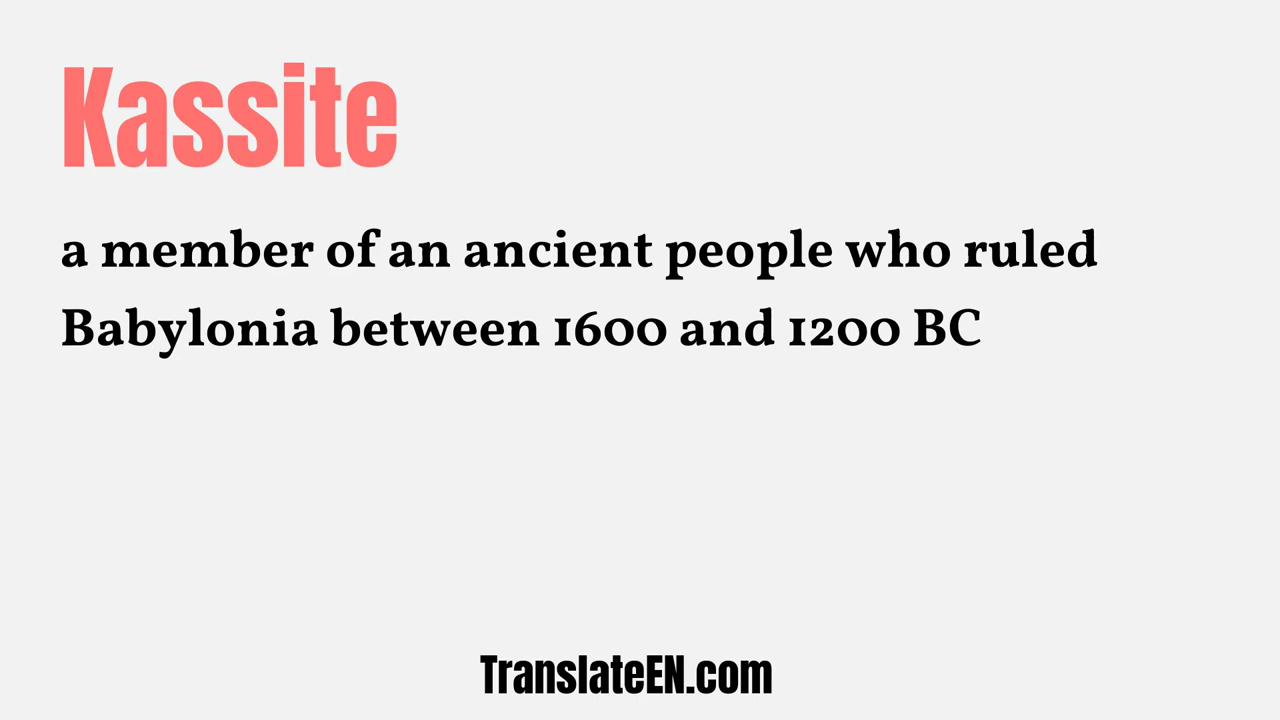 Kassite
a member of an ancient people who ruled
Babylonia between 1600 and 1200 BC
TranslateEN.com